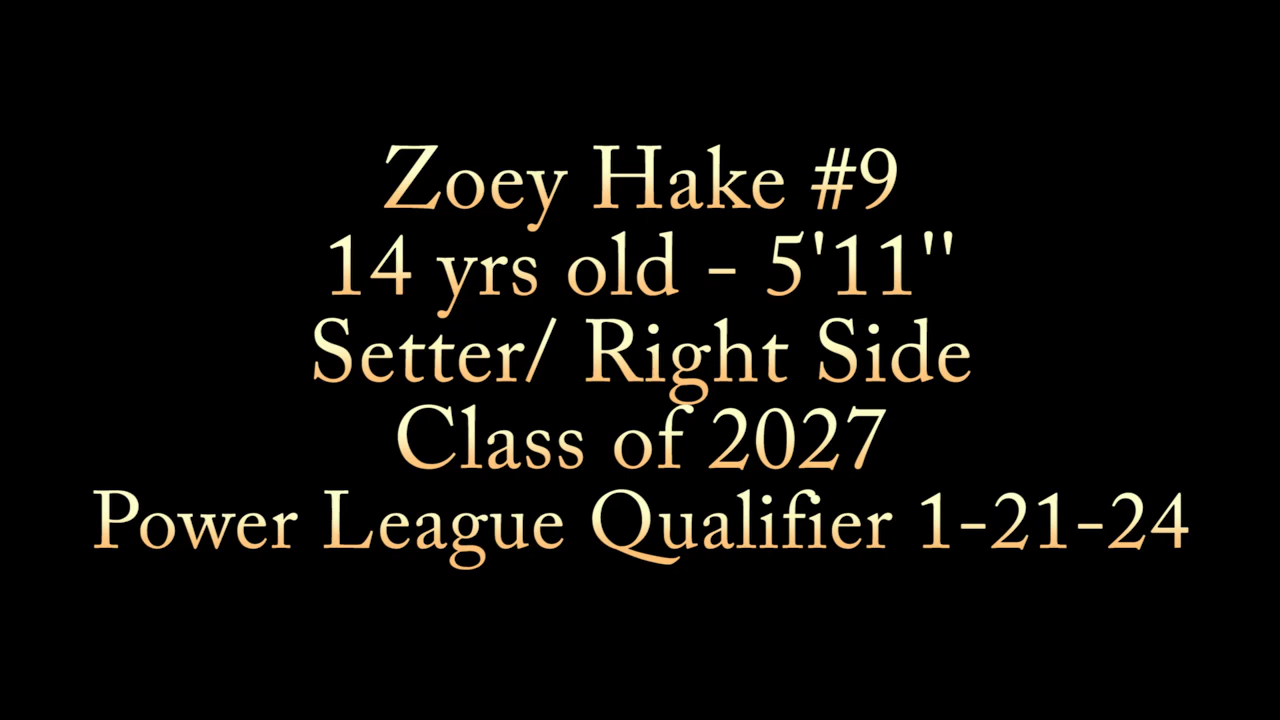 Zoey Hake #9
14 yrs old - 5'11"
Setter/ Right Side
Class of 2027
Power League Qualifier 1-21-24